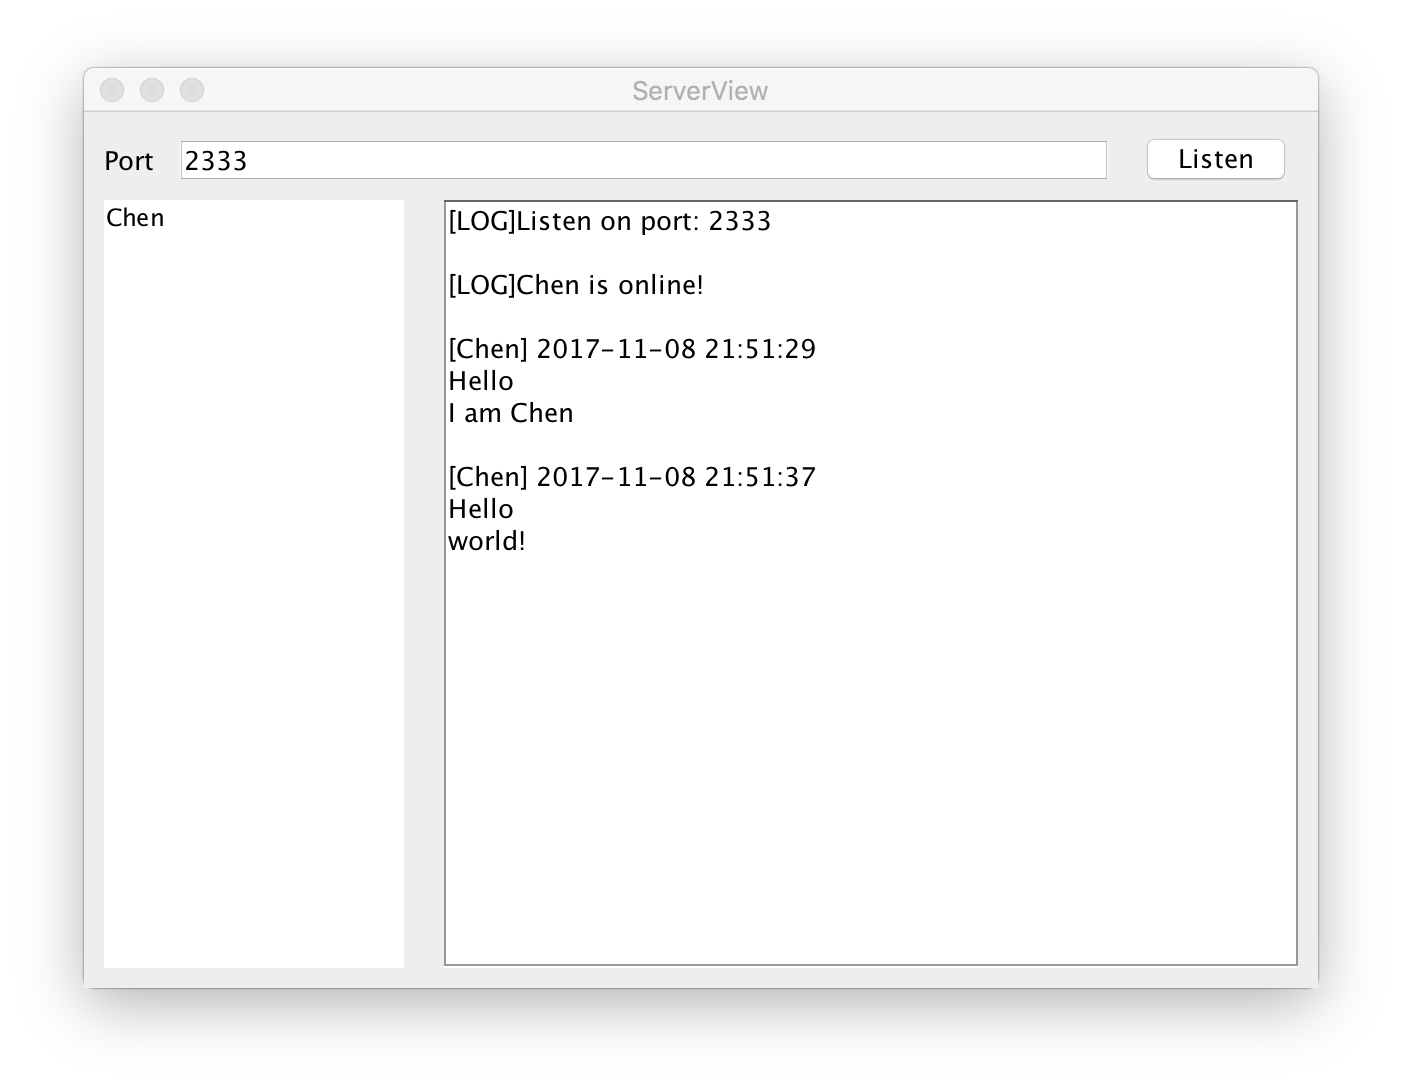 ServerView
Port 2333 Listen
Chen
[LOG]Listen on port: 2333
[LOG]Chen is online!
[Chen] 2017-11-08 21:51:29
Hello
I am Chen
[Chen] 2017-11-08 21:51:37
Hello
world!